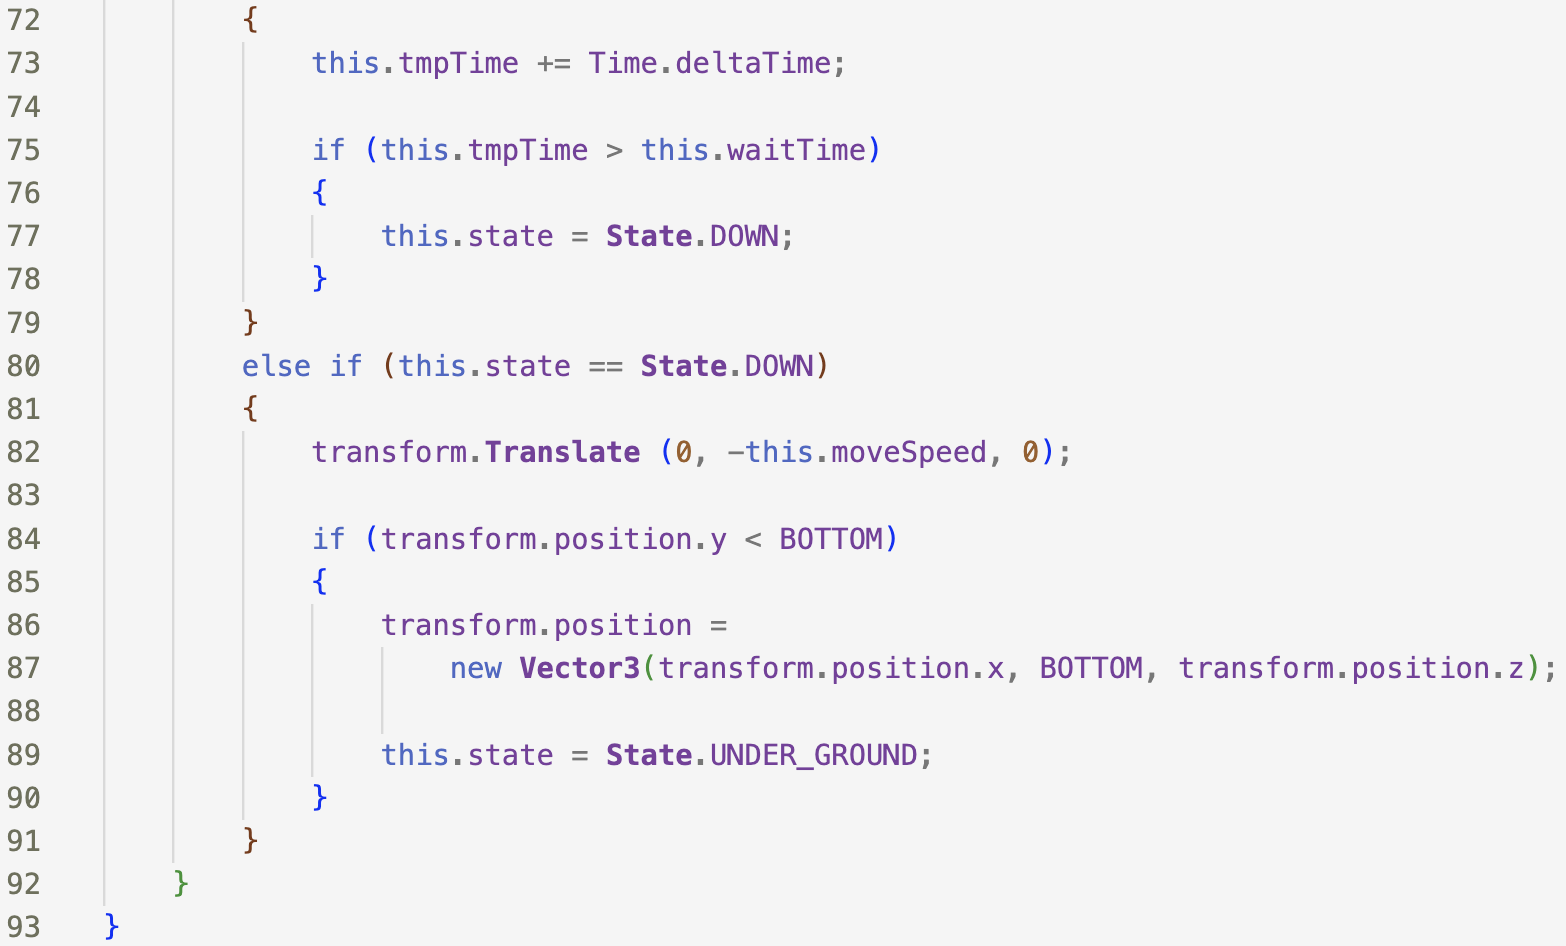 72 {
73 this.tmpTime += Time.deltaTime;
74
75 if (this.tmpTime > this.waitTime)
76 {
77 this.state = State.DOWN;
78 }
79 }
80 else if (this.state == State.DOWN)
81 {
82 transform.Translate (0, -this.moveSpeed, 0);
83
84 if (transform.position.y < BOTTOM)
85 {
86 transform.position =
87 new Vector3(transform.position.x, BOTTOM, transform.position.z);
88
89 this.state = State.UNDER_GROUND;
90 }
91 }
92 }
93 }